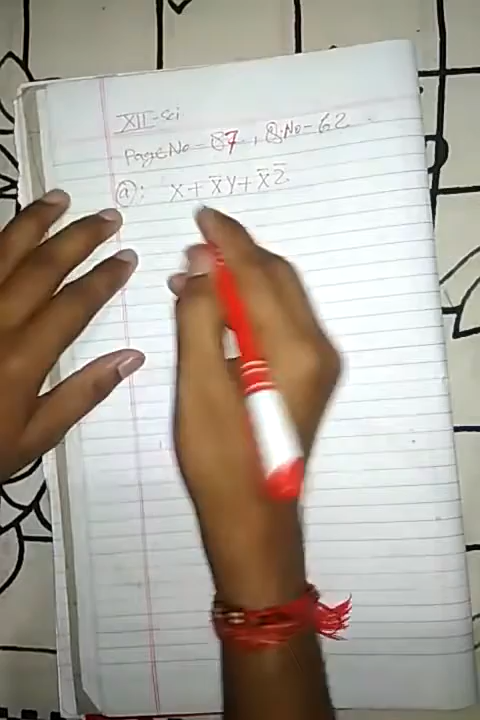 XII-Sci
Page No = 87, Q.No = 62
(a): X + X̅Y + X̅ Z̅